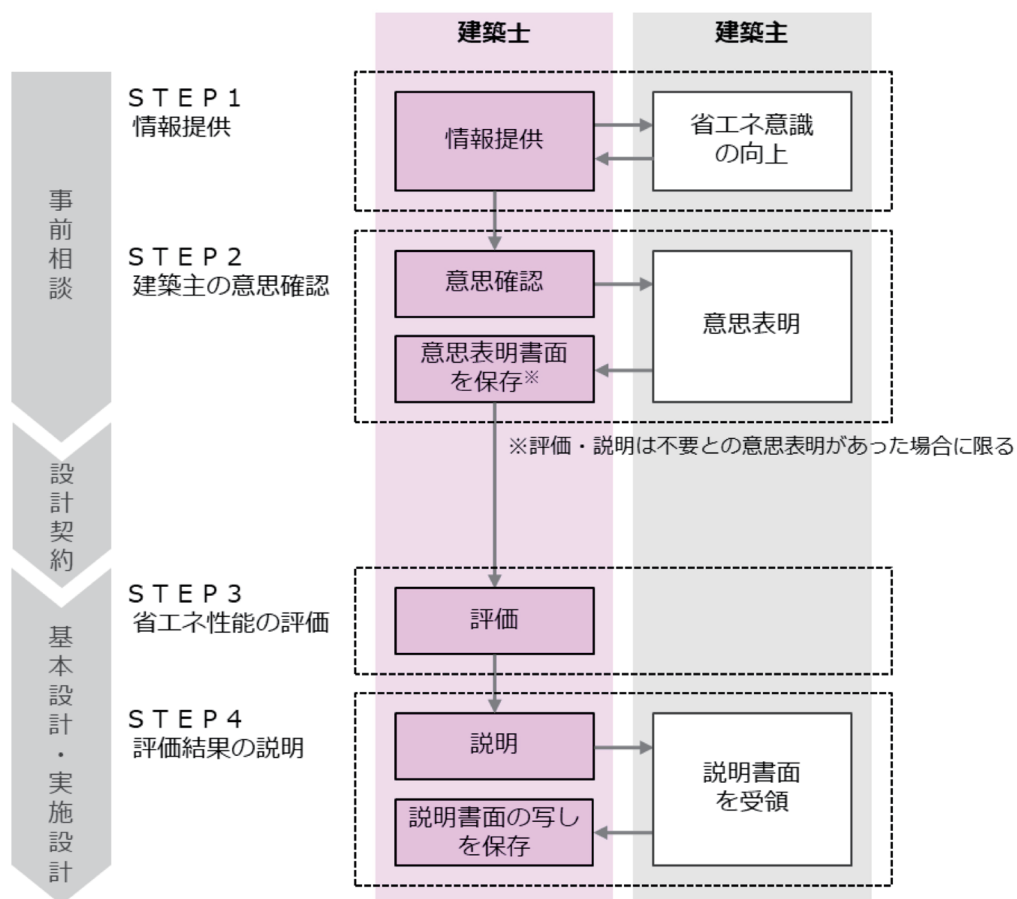 建築士
建築主
事前相談
ＳＴＥＰ１
情報提供
情報提供
省エネ意識
の向上
ＳＴＥＰ２
建築主の意思確認
意思確認
意思表明
意思表明書面
を保存※
※評価・説明は不要との意思表明があった場合に限る
設計契約
基本設計・実施設計
ＳＴＥＰ３
省エネ性能の評価
評価
ＳＴＥＰ４
評価結果の説明
説明
説明書面
を受領
説明書面の写し
を保存